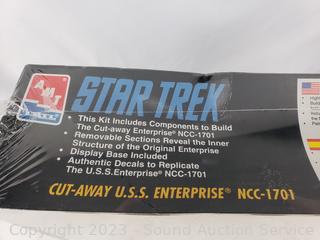 AMT
ERTL
STAR TREK
• This Kit Includes Components to Build
The Cut-away Enterprise® NCC-1701
• Removable Sections Reveal the Inner
Structure of the Original Enterprise
• Display Base Included
• Authentic Decals to Replicate
The U.S.S.Enterprise® NCC-1701
CUT-AWAY U.S.S. ENTERPRISE® NCC-1701
• High
Build
Copyright 2023 - Sound Auction Service